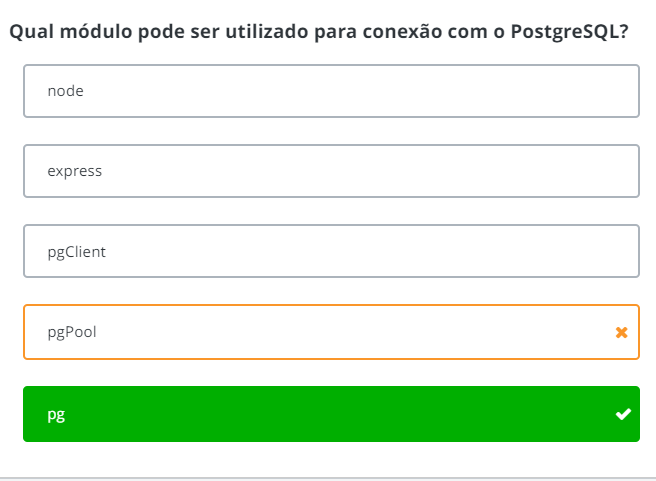 Qual módulo pode ser utilizado para conexão com o PostgreSQL?
node
express
pgClient
pgPool
pg